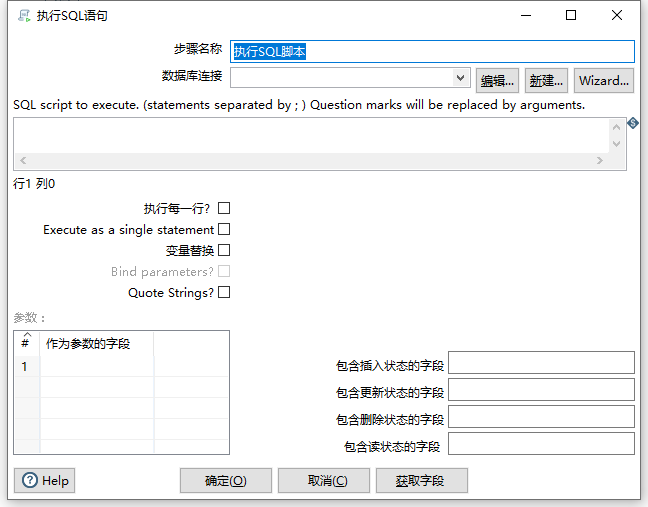 执行SQL语句
步骤名称 执行SQL脚本
数据库连接 编辑... 新建... Wizard...
SQL script to execute. (statements separated by ; ) Question marks will be replaced by arguments.
行1 列0
执行每一行?
Execute as a single statement
变量替换
Bind parameters?
Quote Strings?
参数：
# 作为参数的字段
1
包含插入状态的字段
包含更新状态的字段
包含删除状态的字段
包含读状态的字段
Help 确定(O) 取消(C) 获取字段